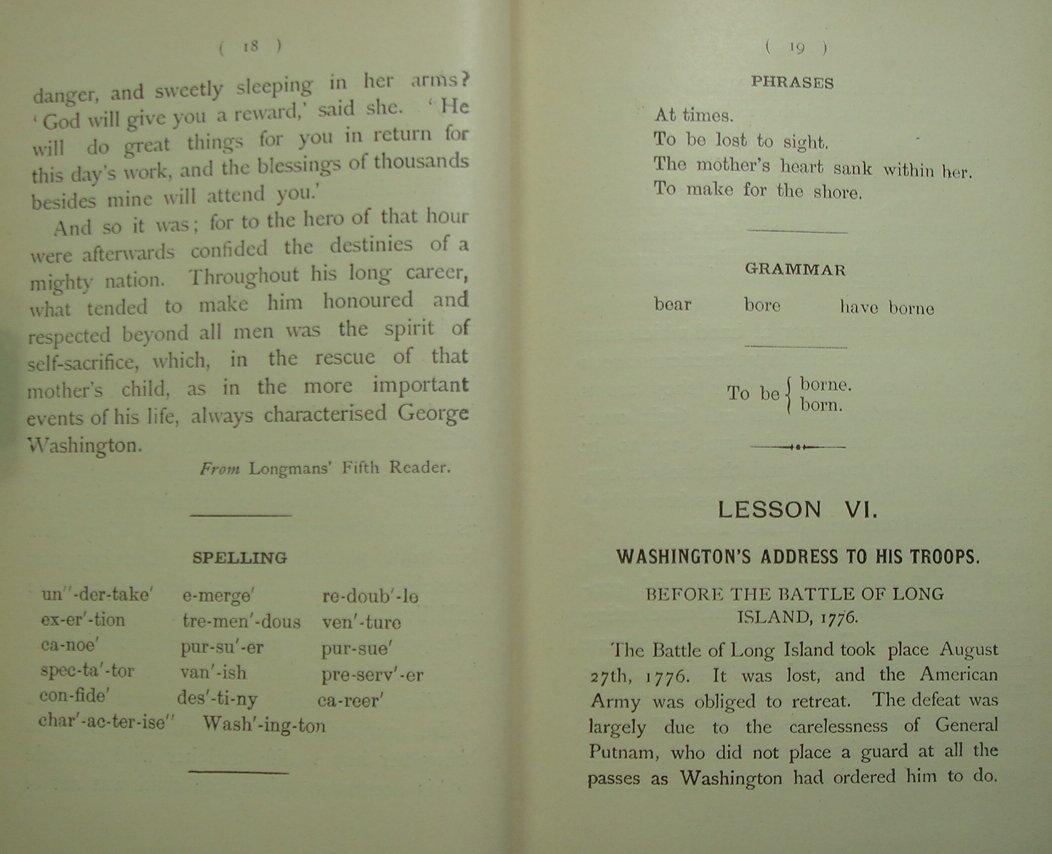 ( 18 )
danger, and sweetly sleeping in her arms?
‘God will give you a reward,’ said she. ‘He
will do great things for you in return for
this day's work, and the blessings of thousands
besides mine will attend you.’
And so it was; for to the hero of that hour
were afterwards confided the destinies of a
mighty nation. Throughout his long career,
what tended to make him honoured and
respected beyond all men was the spirit of
self-sacrifice, which, in the rescue of that
mother's child, as in the more important
events of his life, always characterised George
Washington.
From Longmans' Fifth Reader.
SPELLING
un''-der-take' e-merge' re-doub'-le
ex-er'-tion tre-men'-dous ven'-ture
ca-noe' pur-su'-er pur-sue'
spec-ta'-tor van'-ish pre-serv'-er
con-fide' des'-ti-ny ca-reer'
char'-ac-ter-ise'' Wash'-ing-ton
( 19 )
PHRASES
At times.
To be lost to sight.
The mother's heart sank within her.
To make for the shore.
GRAMMAR
bear bore have borne
To be { borne.
born.
LESSON VI.
WASHINGTON'S ADDRESS TO HIS TROOPS.
BEFORE THE BATTLE OF LONG
ISLAND, 1776.
The Battle of Long Island took place August
27th, 1776. It was lost, and the American
Army was obliged to retreat. The defeat was
largely due to the carelessness of General
Putnam, who did not place a guard at all the
passes as Washington had ordered him to do.